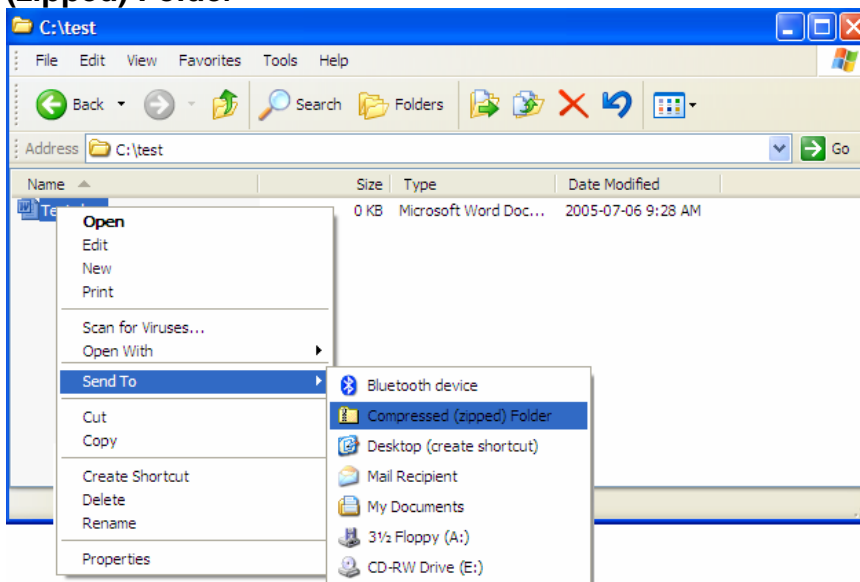 (zipped) Folder
C:\test
File Edit View Favorites Tools Help
Back Search Folders
Address C:\test Go
Name Size Type Date Modified
0 KB Microsoft Word Doc... 2005-07-06 9:28 AM
Open
Edit
New
Print
Scan for Viruses...
Open With
Send To
Cut
Copy
Create Shortcut
Delete
Rename
Properties
Bluetooth device
Compressed (zipped) Folder
Desktop (create shortcut)
Mail Recipient
My Documents
3½ Floppy (A:)
CD-RW Drive (E:)